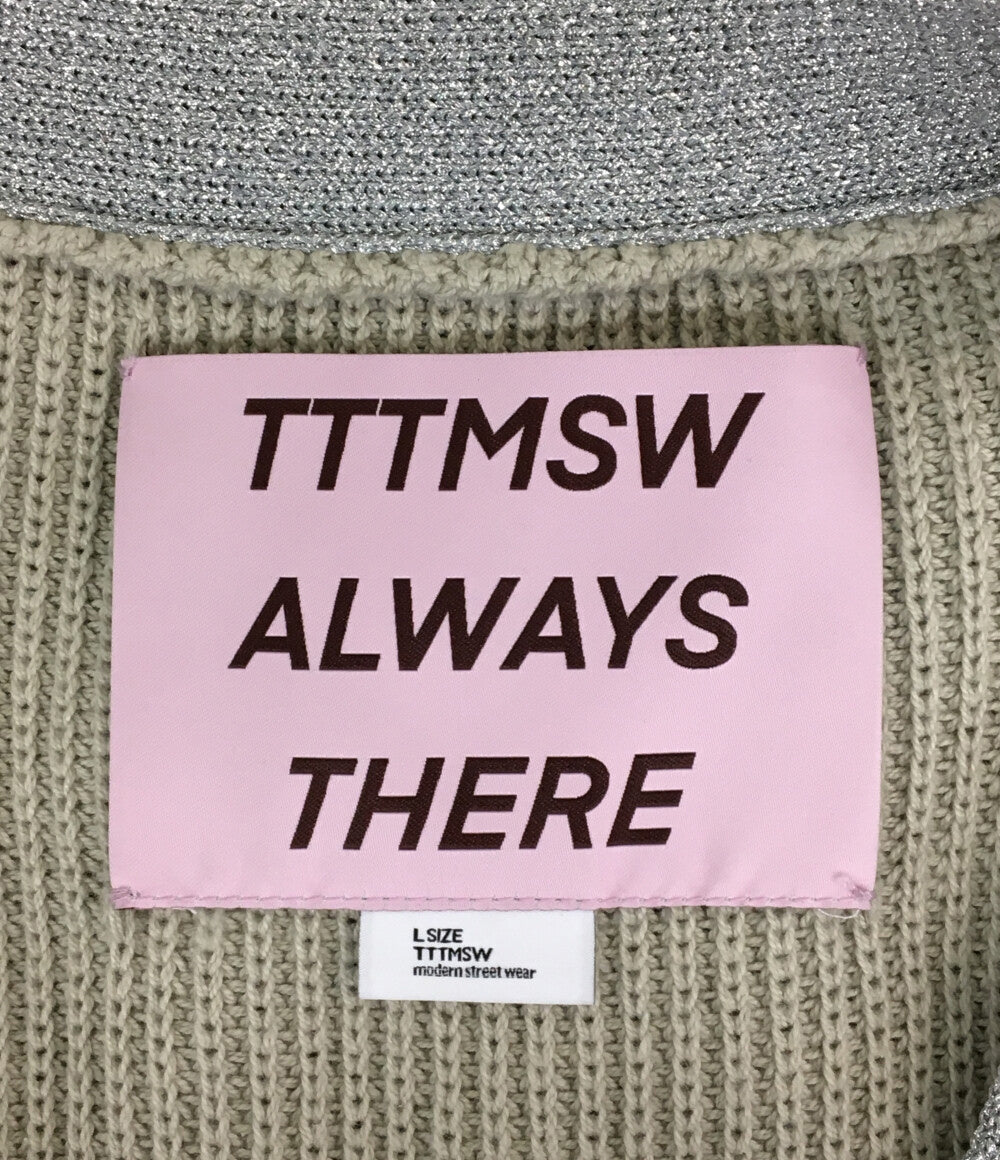 TTTMSW
ALWAYS
THERE
L SIZE
TTTMSW
modern street wear